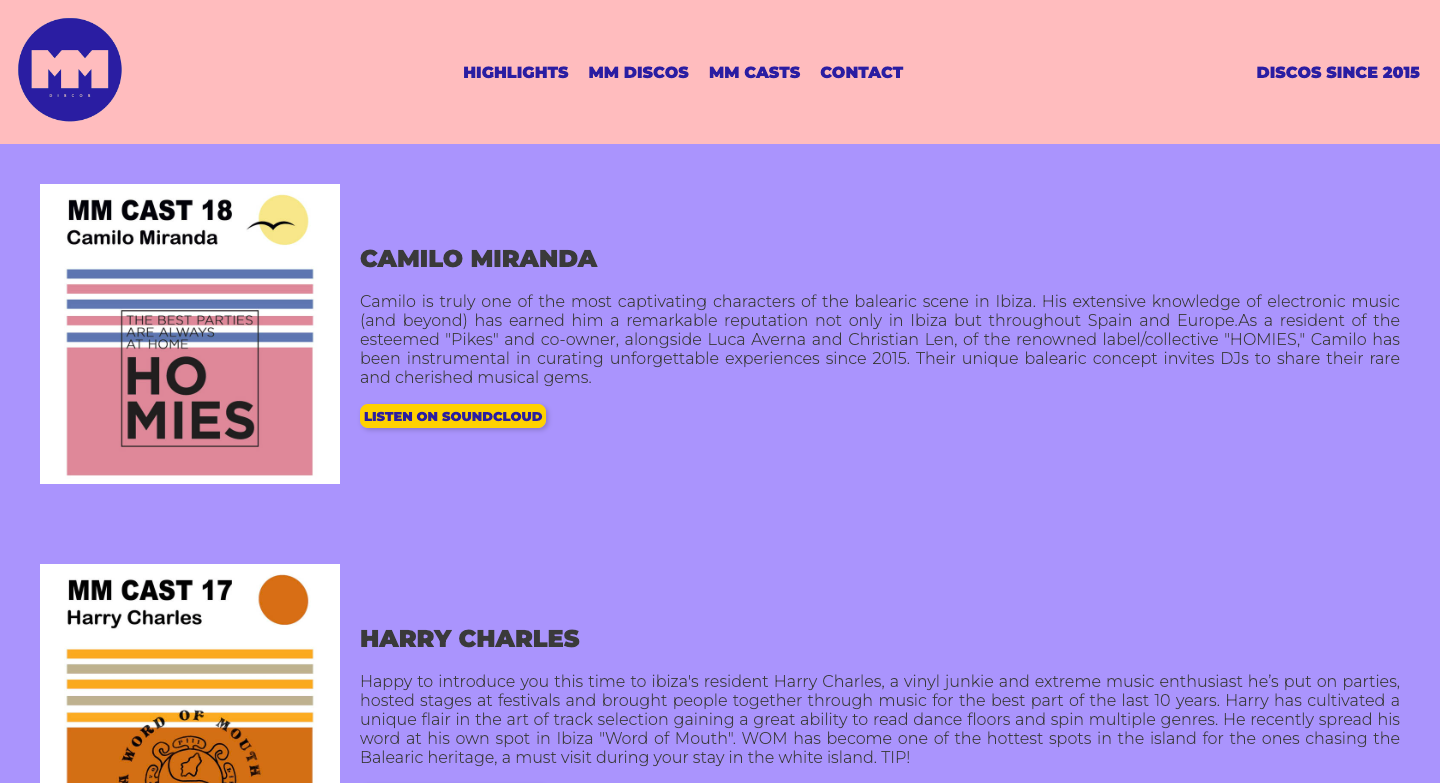 MM
DISCOS
HIGHLIGHTS MM DISCOS MM CASTS CONTACT
DISCOS SINCE 2015
MM CAST 18
Camilo Miranda
THE BEST PARTIES
ARE ALWAYS
AT HOME
HO
MIES
CAMILO MIRANDA
Camilo is truly one of the most captivating characters of the balearic scene in Ibiza. His extensive knowledge of electronic music
(and beyond) has earned him a remarkable reputation not only in Ibiza but throughout Spain and Europe.As a resident of the
esteemed "Pikes" and co-owner, alongside Luca Averna and Christian Len, of the renowned label/collective "HOMIES," Camilo has
been instrumental in curating unforgettable experiences since 2015. Their unique balearic concept invites DJs to share their rare
and cherished musical gems.
LISTEN ON SOUNDCLOUD
MM CAST 17
Harry Charles
A WORD OF MOUTH
HARRY CHARLES
Happy to introduce you this time to ibiza's resident Harry Charles, a vinyl junkie and extreme music enthusiast he’s put on parties,
hosted stages at festivals and brought people together through music for the best part of the last 10 years. Harry has cultivated a
unique flair in the art of track selection gaining a great ability to read dance floors and spin multiple genres. He recently spread his
word at his own spot in Ibiza "Word of Mouth". WOM has become one of the hottest spots in the island for the ones chasing the
Balearic heritage, a must visit during your stay in the white island. TIP!